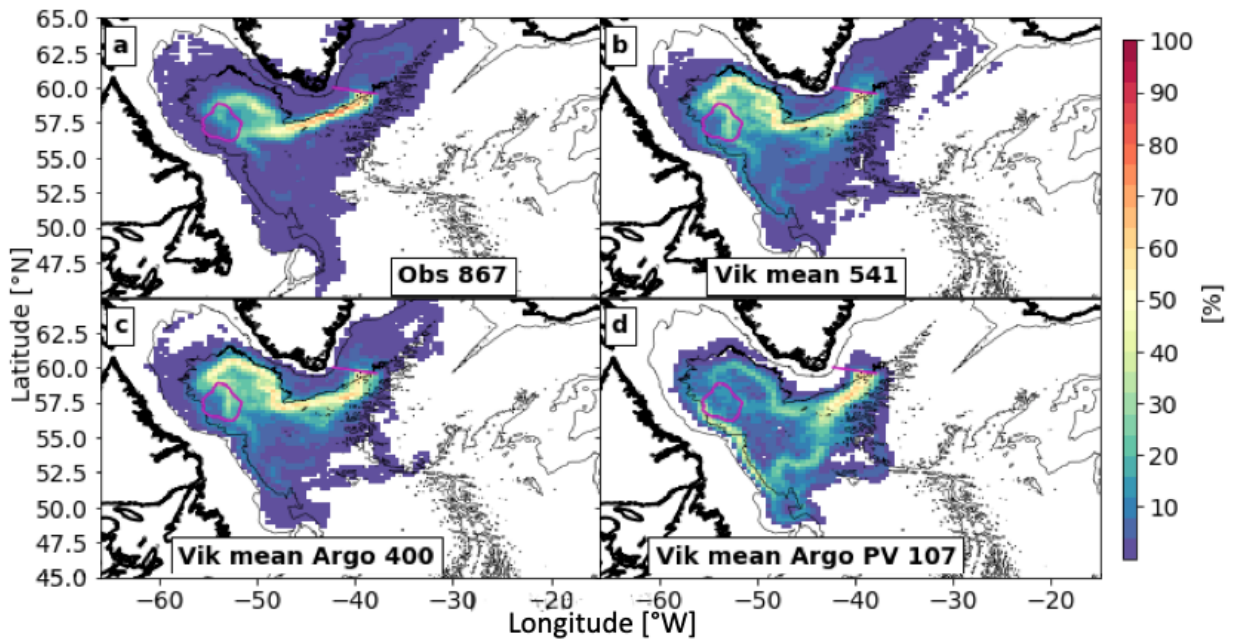 65.0
62.5
60.0
57.5
55.0
52.5
50.0
47.5
a
Obs 867
b
Vik mean 541
100
90
80
70
60
50
40
30
20
10
[%]
Latitude [°N]
62.5
60.0
57.5
55.0
52.5
50.0
47.5
45.0
c
Vik mean Argo 400
d
Vik mean Argo PV 107
−60 −50 −40 −30 −20 −60 −50 −40 −30 −20
Longitude [°W]